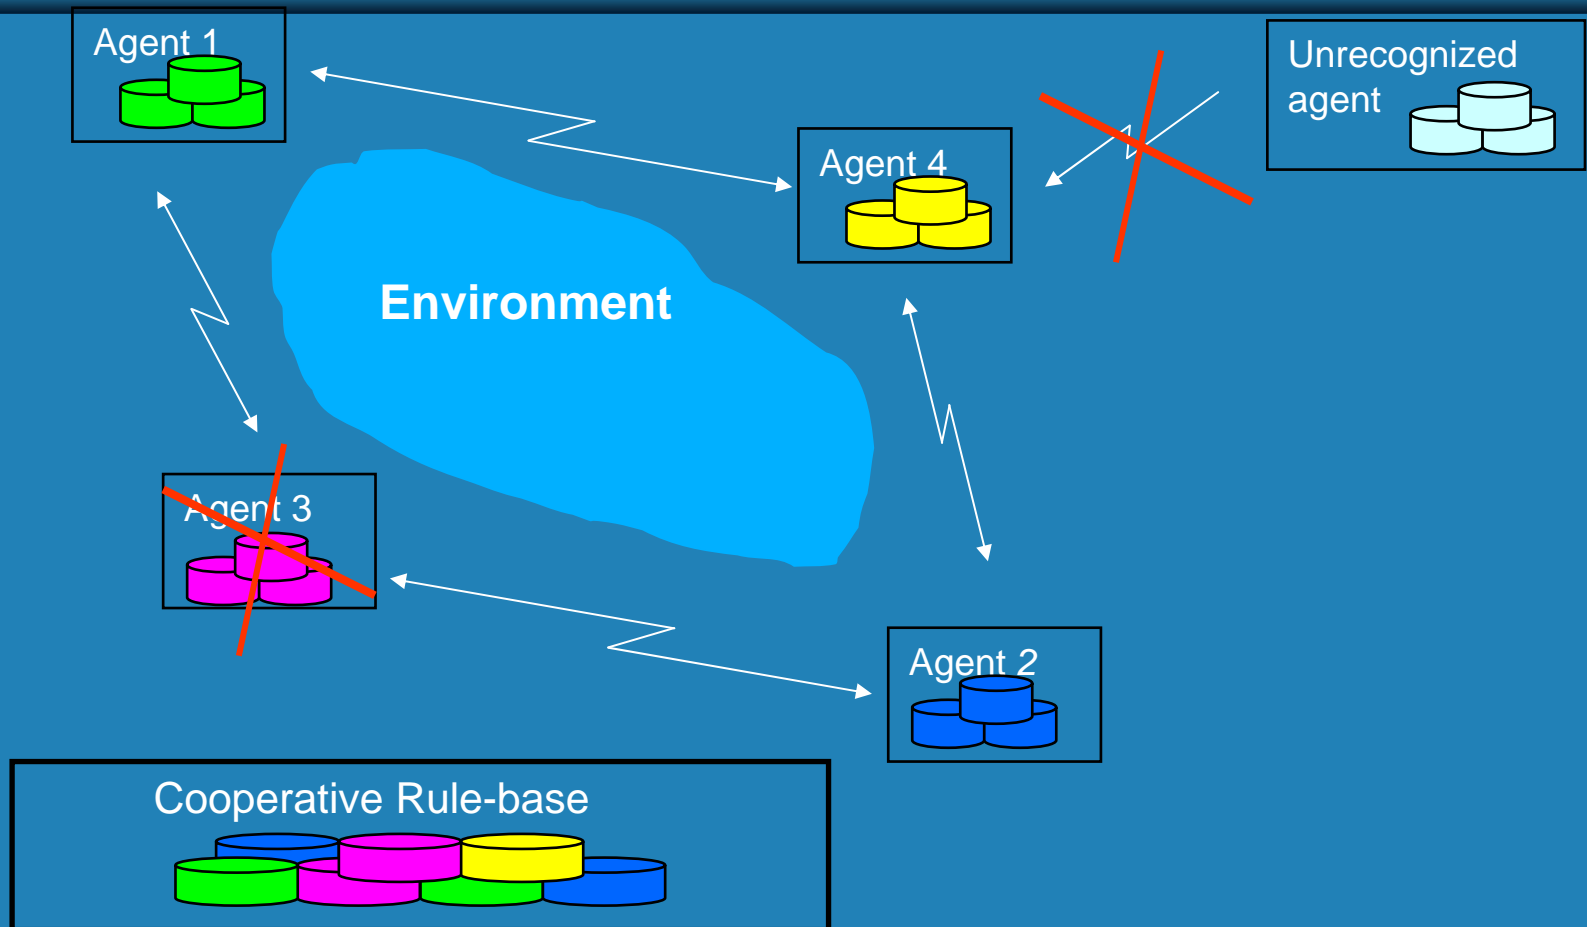 Agent 1
Unrecognized
agent
Agent 4
Environment
Agent 3
Agent 2
Cooperative Rule-base